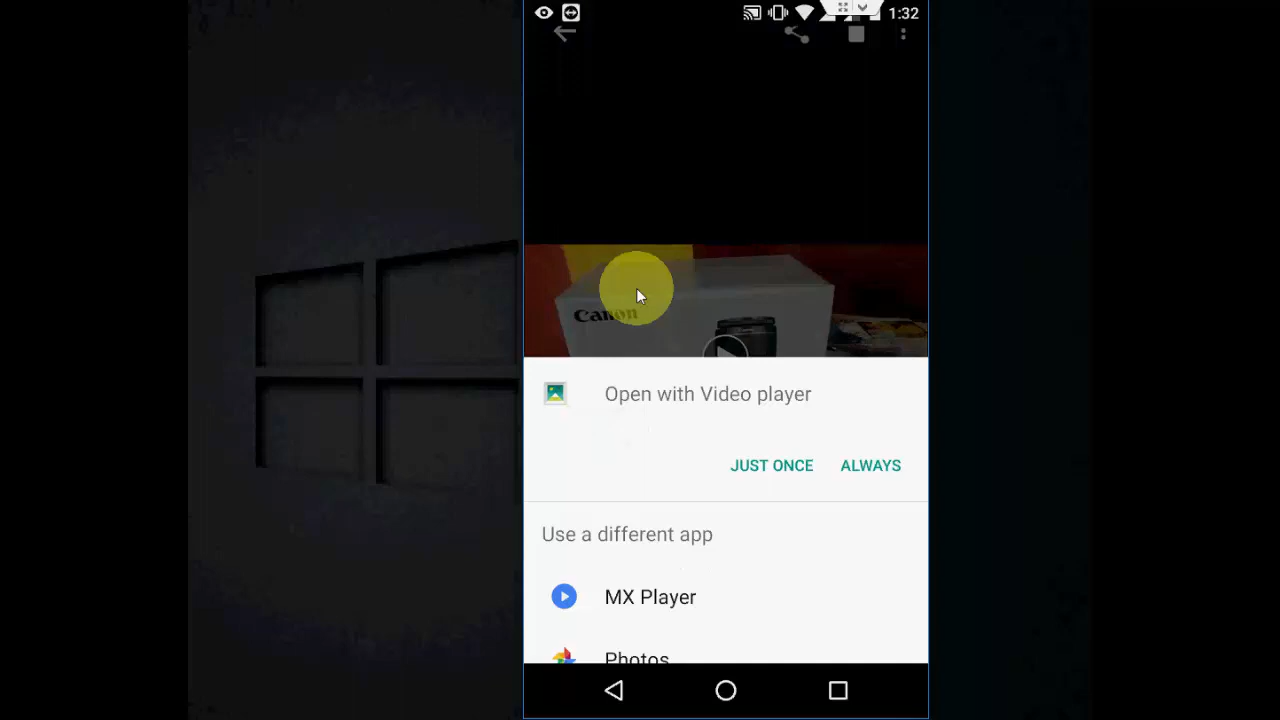 1:32
Canon
Open with Video player
JUST ONCE ALWAYS
Use a different app
MX Player
Photos